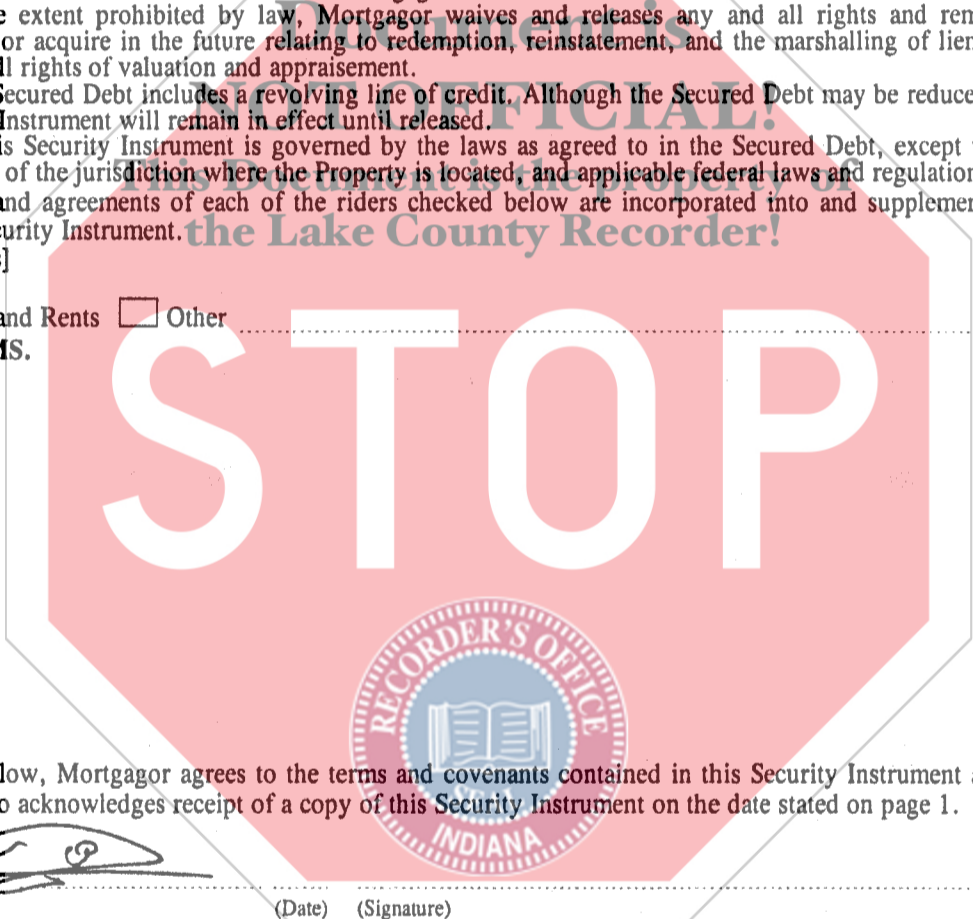 e extent prohibited by law, Mortgagor waives and releases any and all rights and rem
Document is
or acquire in the future relating to redemption, reinstatement, and the marshalling of lien
ll rights of valuation and appraisement.
Secured Debt includes a revolving line of credit. Although the Secured Debt may be reduce
NOT OFFICIAL!
Instrument will remain in effect until released.
is Security Instrument is governed by the laws as agreed to in the Secured Debt, except
of the jurisdiction where the Property is located, and applicable federal laws and regulation
This Document is the property of
and agreements of each of the riders checked below are incorporated into and supplemen
curity Instrument.
the Lake County Recorder!
s]
and Rents Other
MS.
STOP
RECORDER'S OFFICE
SEAL
INDIANA
low, Mortgagor agrees to the terms and covenants contained in this Security Instrument
o acknowledges receipt of a copy of this Security Instrument on the date stated on page 1.
(Date) (Signature)